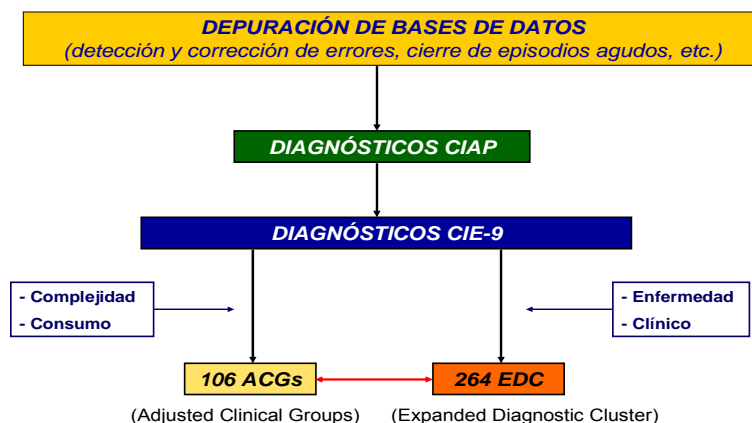 DEPURACIÓN DE BASES DE DATOS
(detección y corrección de errores, cierre de episodios agudos, etc.)
DIAGNÓSTICOS CIAP
DIAGNÓSTICOS CIE-9
- Complejidad
- Consumo
- Enfermedad
- Clínico
106 ACGs
264 EDC
(Adjusted Clinical Groups)
(Expanded Diagnostic Cluster)